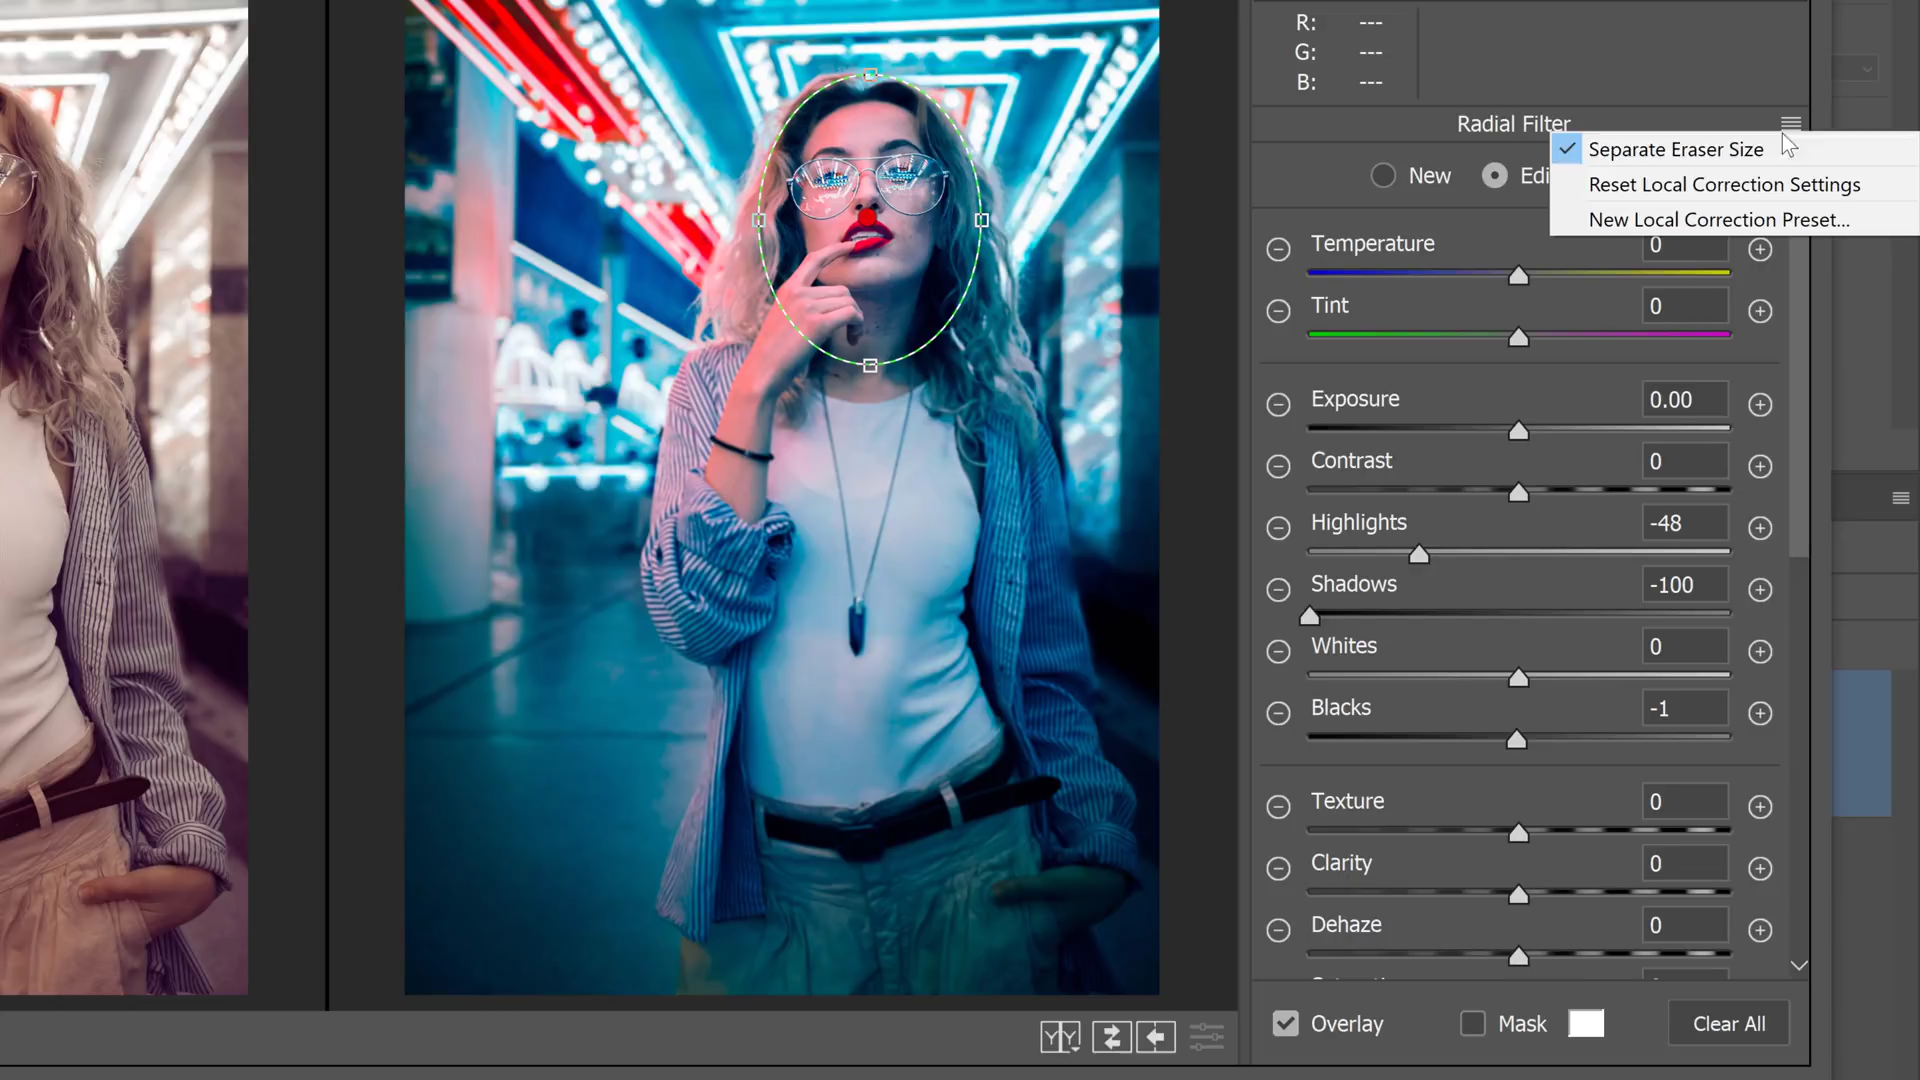 R: ---
G: ---
B: ---
Radial Filter
New Edi
Separate Eraser Size
Reset Local Correction Settings
New Local Correction Preset...
Temperature 0
Tint 0
Exposure 0.00
Contrast 0
Highlights -48
Shadows -100
Whites 0
Blacks -1
Texture 0
Clarity 0
Dehaze 0
Overlay Mask Clear All